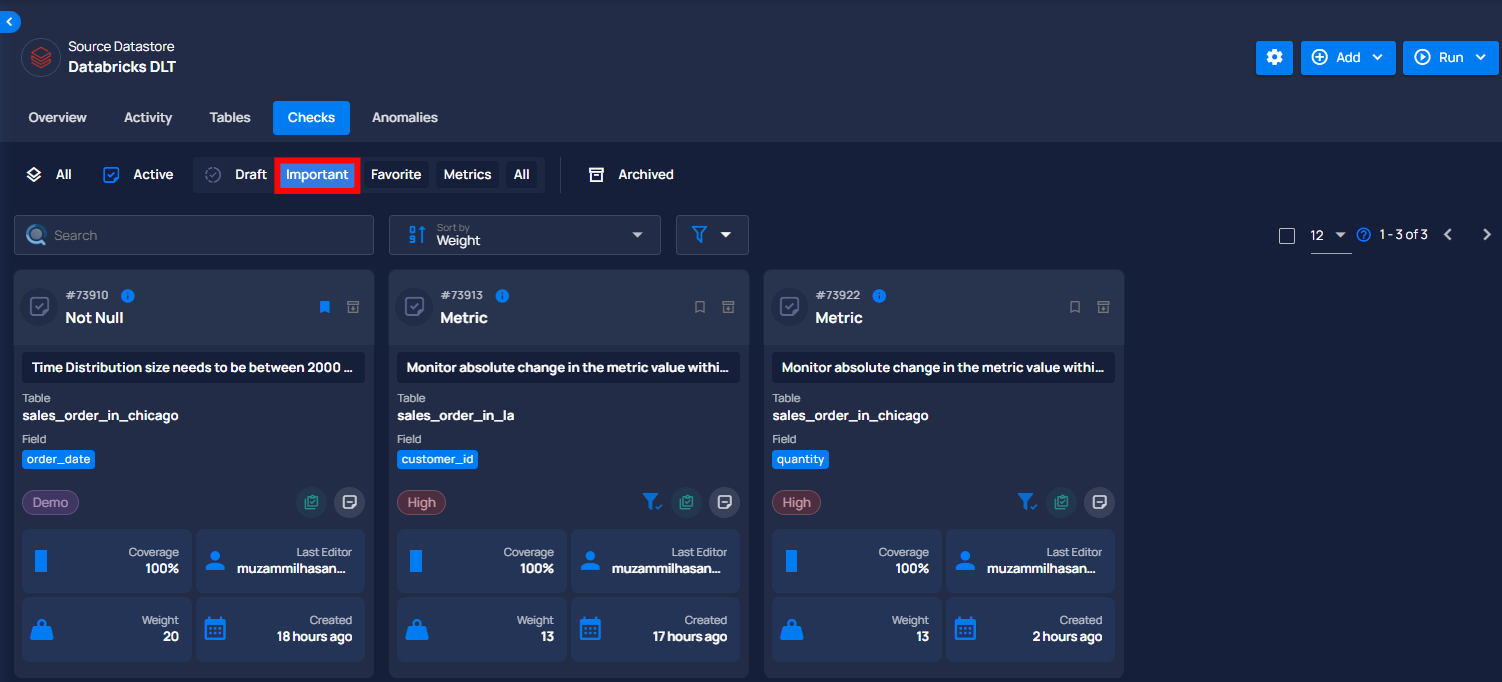 Source Datastore
Databricks DLT
Add
Run
Overview Activity Tables Checks Anomalies
All Active Draft Important Favorite Metrics All Archived
Search
Sort by
Weight
12
1 - 3 of 3
#73910
Not Null
Time Distribution size needs to be between 2000 ...
Table
sales_order_in_chicago
Field
order_date
Demo
Coverage
100%
Last Editor
muzammilhasan...
Weight
20
Created
18 hours ago
#73913
Metric
Monitor absolute change in the metric value withi...
Table
sales_order_in_la
Field
customer_id
High
Coverage
100%
Last Editor
muzammilhasan...
Weight
13
Created
17 hours ago
#73922
Metric
Monitor absolute change in the metric value withi...
Table
sales_order_in_chicago
Field
quantity
High
Coverage
100%
Last Editor
muzammilhasan...
Weight
13
Created
2 hours ago